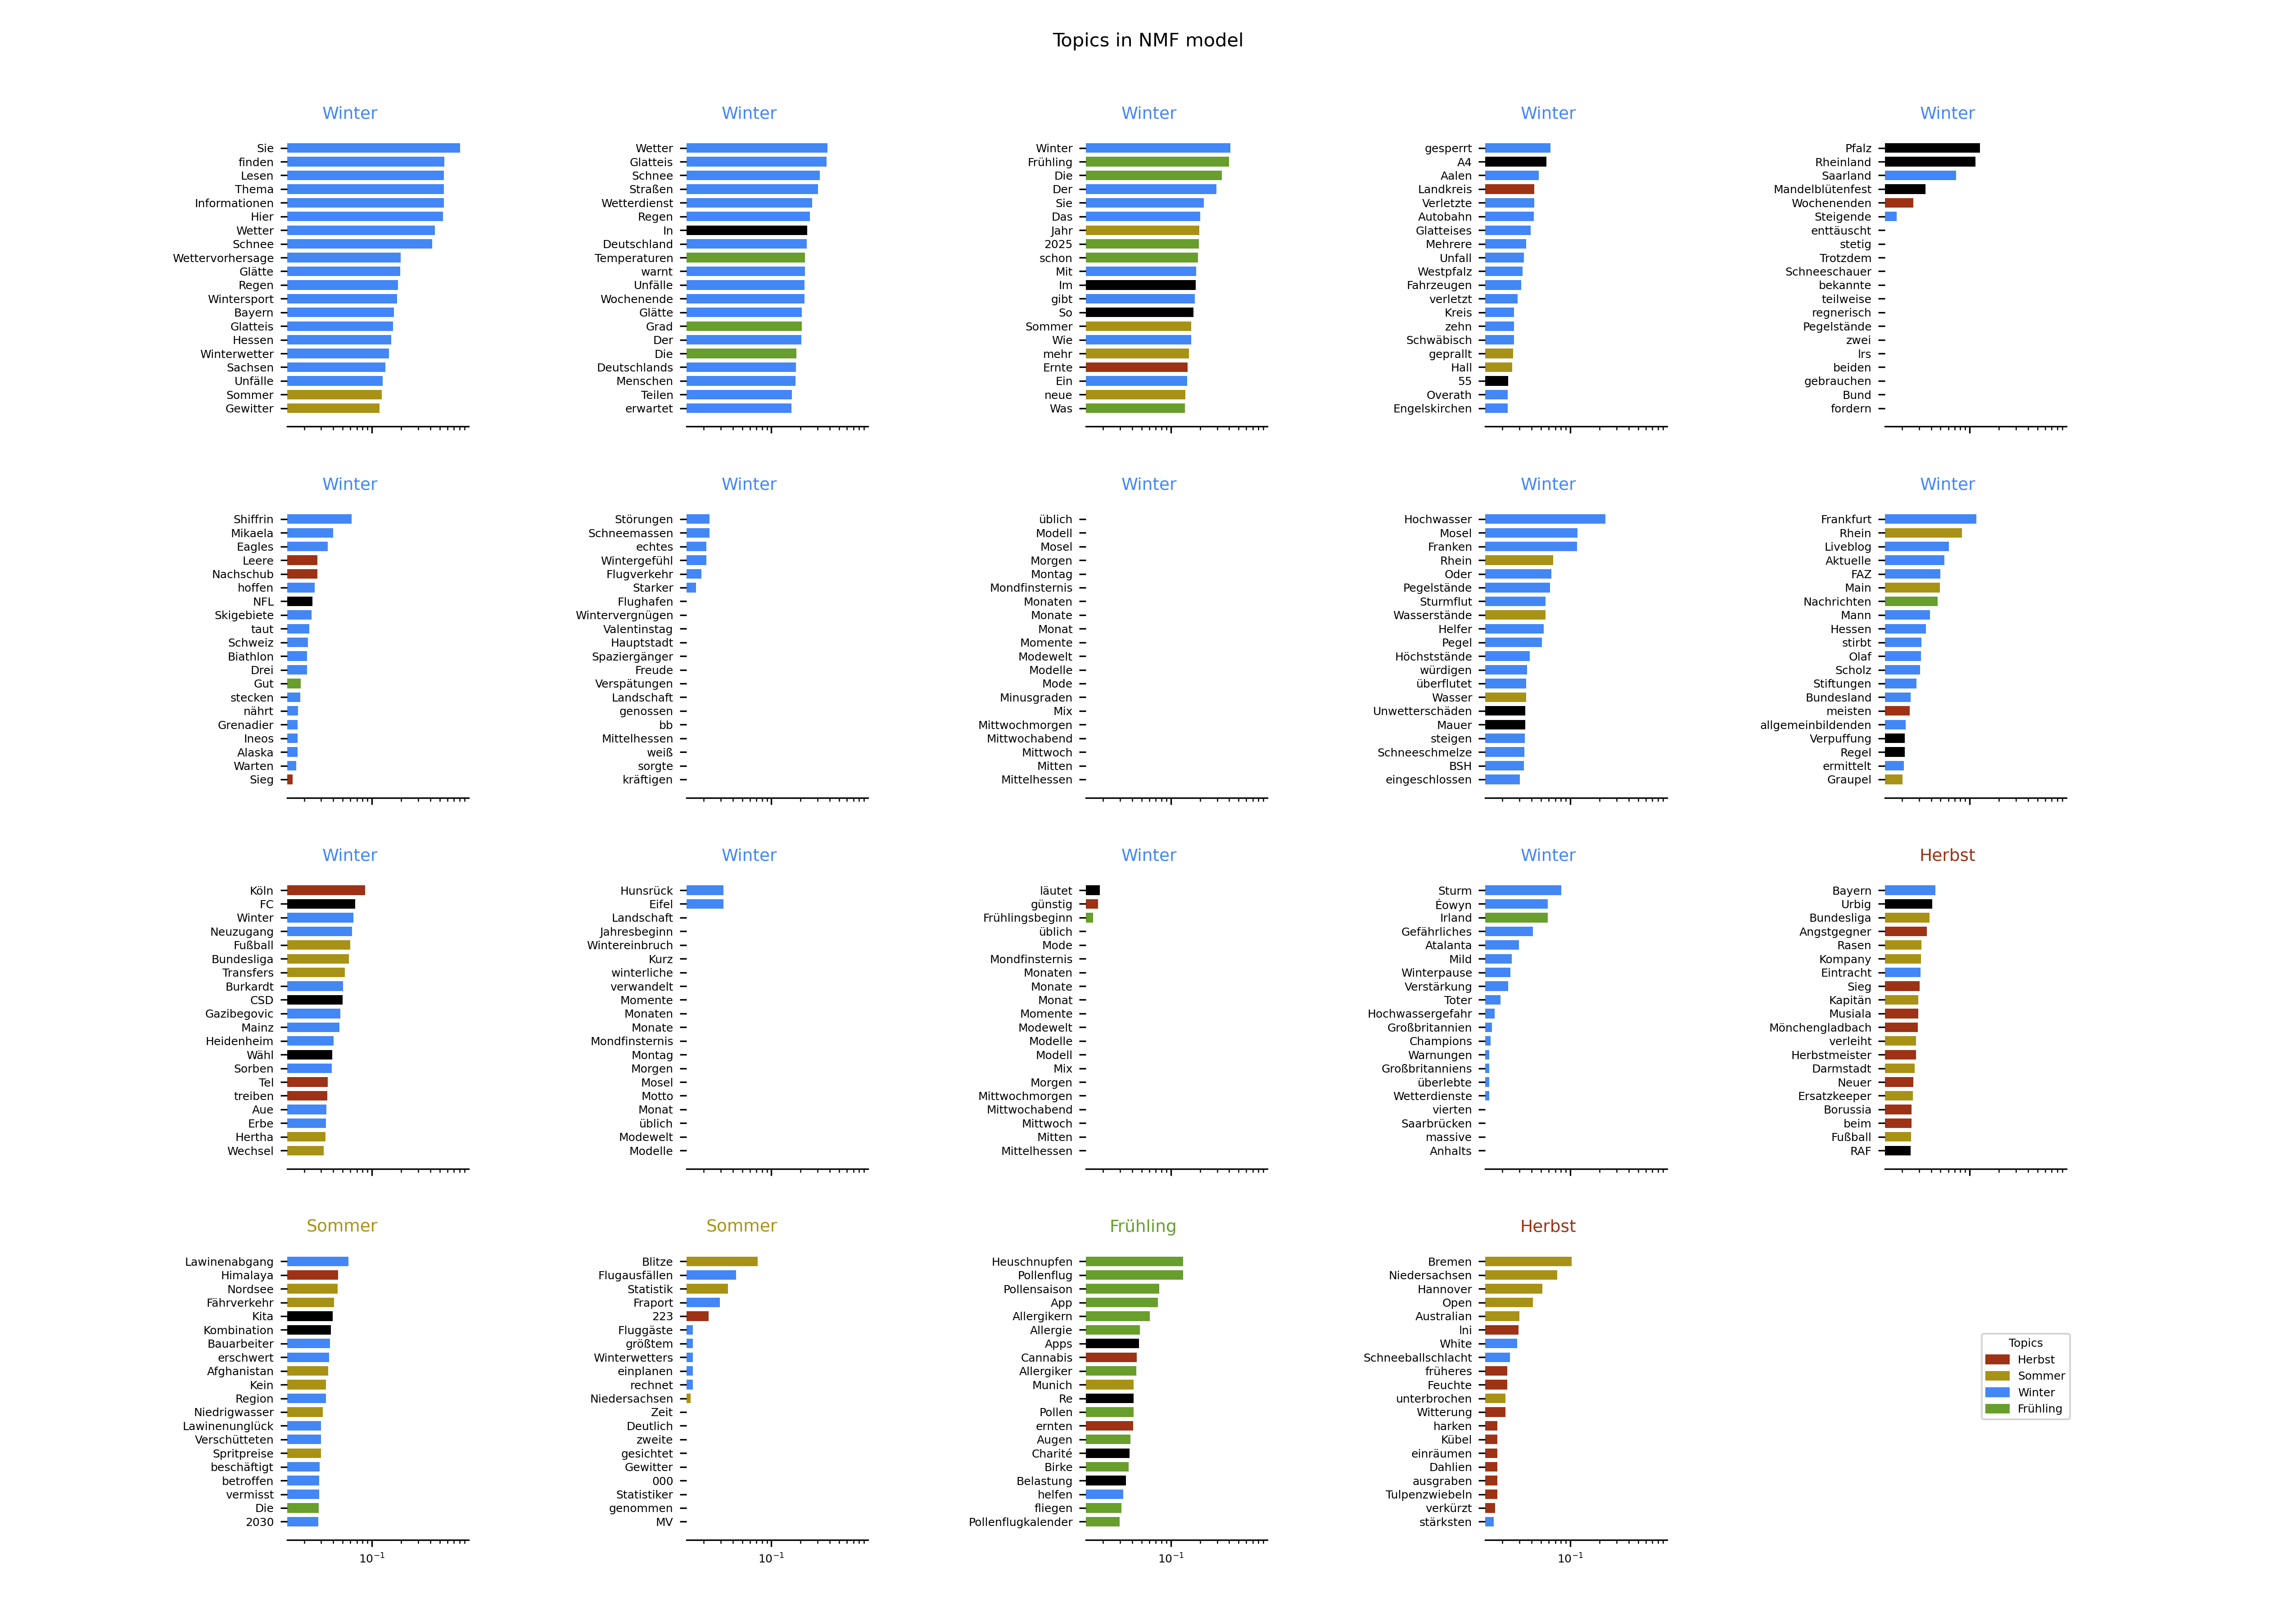 Topics in NMF model
Winter
Sie
finden
Lesen
Thema
Informationen
Hier
Wetter
Schnee
Wettervorhersage
Glätte
Regen
Wintersport
Bayern
Glatteis
Hessen
Winterwetter
Sachsen
Unfälle
Sommer
Gewitter
Winter
Wetter
Glatteis
Schnee
Straßen
Wetterdienst
Regen
In
Deutschland
Temperaturen
warnt
Unfälle
Wochenende
Glätte
Grad
Der
Die
Deutschlands
Menschen
Teilen
erwartet
Winter
Winter
Frühling
Die
Der
Sie
Das
Jahr
2025
schon
Mit
Im
gibt
So
Sommer
Wie
mehr
Ernte
Ein
neue
Was
Winter
gesperrt
A4
Aalen
Landkreis
Verletzte
Autobahn
Glatteises
Mehrere
Unfall
Westpfalz
Fahrzeugen
verletzt
Kreis
zehn
Schwäbisch
geprallt
Hall
55
Overath
Engelskirchen
Winter
Pfalz
Rheinland
Saarland
Mandelblütenfest
Wochenenden
Steigende
enttäuscht
stetig
Trotzdem
Schneeschauer
bekannte
teilweise
regnerisch
Pegelstände
zwei
lrs
beiden
gebrauchen
Bund
fordern
Winter
Shiffrin
Mikaela
Eagles
Leere
Nachschub
hoffen
NFL
Skigebiete
taut
Schweiz
Biathlon
Drei
Gut
stecken
nährt
Grenadier
Ineos
Alaska
Warten
Sieg
Winter
Störungen
Schneemassen
echtes
Wintergefühl
Flugverkehr
Starker
Flughafen
Wintervergnügen
Valentinstag
Hauptstadt
Spaziergänger
Freude
Verspätungen
Landschaft
genossen
bb
Mittelhessen
weiß
sorgte
kräftigen
Winter
üblich
Modell
Mosel
Morgen
Montag
Mondfinsternis
Monaten
Monate
Monat
Momente
Modewelt
Modelle
Mode
Minusgraden
Mix
Mittwochmorgen
Mittwochabend
Mittwoch
Mitten
Mittelhessen
Winter
Hochwasser
Mosel
Franken
Rhein
Oder
Pegelstände
Sturmflut
Wasserstände
Helfer
Pegel
Höchststände
würdigen
überflutet
Wasser
Unwetterschäden
Mauer
steigen
Schneeschmelze
BSH
eingeschlossen
Winter
Frankfurt
Rhein
Liveblog
Aktuelle
FAZ
Main
Nachrichten
Mann
Hessen
stirbt
Olaf
Scholz
Stiftungen
Bundesland
meisten
allgemeinbildenden
Verpuffung
Regel
ermittelt
Graupel
Winter
Köln
FC
Winter
Neuzugang
Fußball
Bundesliga
Transfers
Burkardt
CSD
Gazibegovic
Mainz
Heidenheim
Wähl
Sorben
Tel
treiben
Aue
Erbe
Hertha
Wechsel
Winter
Hunsrück
Eifel
Landschaft
Jahresbeginn
Wintereinbruch
Kurz
winterliche
verwandelt
Momente
Monaten
Monate
Mondfinsternis
Montag
Morgen
Mosel
Motto
Monat
üblich
Modewelt
Modelle
Winter
läutet
günstig
Frühlingsbeginn
üblich
Mode
Mondfinsternis
Monaten
Monate
Monat
Momente
Modewelt
Modelle
Modell
Mix
Morgen
Mittwochmorgen
Mittwochabend
Mittwoch
Mitten
Mittelhessen
Winter
Sturm
Éowyn
Irland
Gefährliches
Atalanta
Mild
Winterpause
Verstärkung
Toter
Hochwassergefahr
Großbritannien
Champions
Warnungen
Großbritanniens
überlebte
Wetterdienste
vierten
Saarbrücken
massive
Anhalts
Herbst
Bayern
Urbig
Bundesliga
Angstgegner
Rasen
Kompany
Eintracht
Sieg
Kapitän
Musiala
Mönchengladbach
verleiht
Herbstmeister
Darmstadt
Neuer
Ersatzkeeper
Borussia
beim
Fußball
RAF
Sommer
Lawinenabgang
Himalaya
Nordsee
Fährverkehr
Kita
Kombination
Bauarbeiter
erschwert
Afghanistan
Kein
Region
Niedrigwasser
Lawinenunglück
Verschütteten
Spritpreise
beschäftigt
betroffen
vermisst
Die
2030
10⁻¹
Sommer
Blitze
Flugausfällen
Statistik
Fraport
223
Fluggäste
größtem
Winterwetters
einplanen
rechnet
Niedersachsen
Zeit
Deutlich
zweite
gesichtet
Gewitter
000
Statistiker
genommen
MV
10⁻¹
Frühling
Heuschnupfen
Pollenflug
Pollensaison
App
Allergikern
Allergie
Apps
Cannabis
Allergiker
Munich
Re
Pollen
ernten
Augen
Charité
Birke
Belastung
helfen
fliegen
Pollenflugkalender
10⁻¹
Herbst
Bremen
Niedersachsen
Hannover
Open
Australian
Ini
White
Schneeballschlacht
früheres
Feuchte
unterbrochen
Witterung
harken
Kübel
einräumen
Dahlien
ausgraben
Tulpenzwiebeln
verkürzt
stärksten
10⁻¹
Topics
Herbst
Sommer
Winter
Frühling